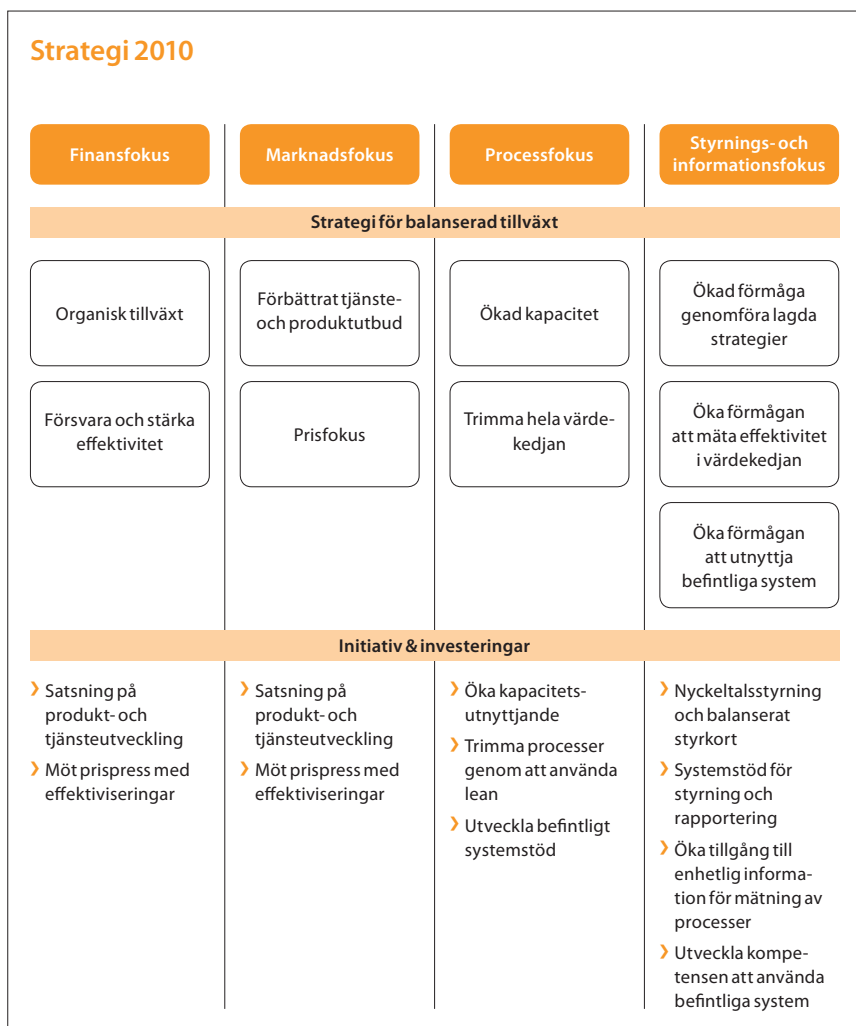 Strategi 2010
Finansfokus
Marknadsfokus
Processfokus
Styrnings- och
informationsfokus
Strategi för balanserad tillväxt
Organisk tillväxt
Försvara och stärka
effektivitet
Förbättrat tjänste-
och produktutbud
Prisfokus
Ökad kapacitet
Trimma hela värde-
kedjan
Ökad förmåga
genomföra lagda
strategier
Öka förmågan
att mäta effektivitet
i värdekedjan
Öka förmågan
att utnyttja
befintliga system
Initiativ & investeringar
Satsning på
produkt- och
tjänsteutveckling
Möt prispress med
effektiviseringar
Satsning på
produkt- och
tjänsteutveckling
Möt prispress med
effektiviseringar
Öka kapacitets-
utnyttjande
Trimma processer
genom att använda
lean
Utveckla befintligt
systemstöd
Nyckeltalsstyrning
och balanserat
styrkort
Systemstöd för
styrning och
rapportering
Öka tillgång till
enhetlig informa-
tion för mätning av
processer
Utveckla kompe-
tensen att använda
befintliga system